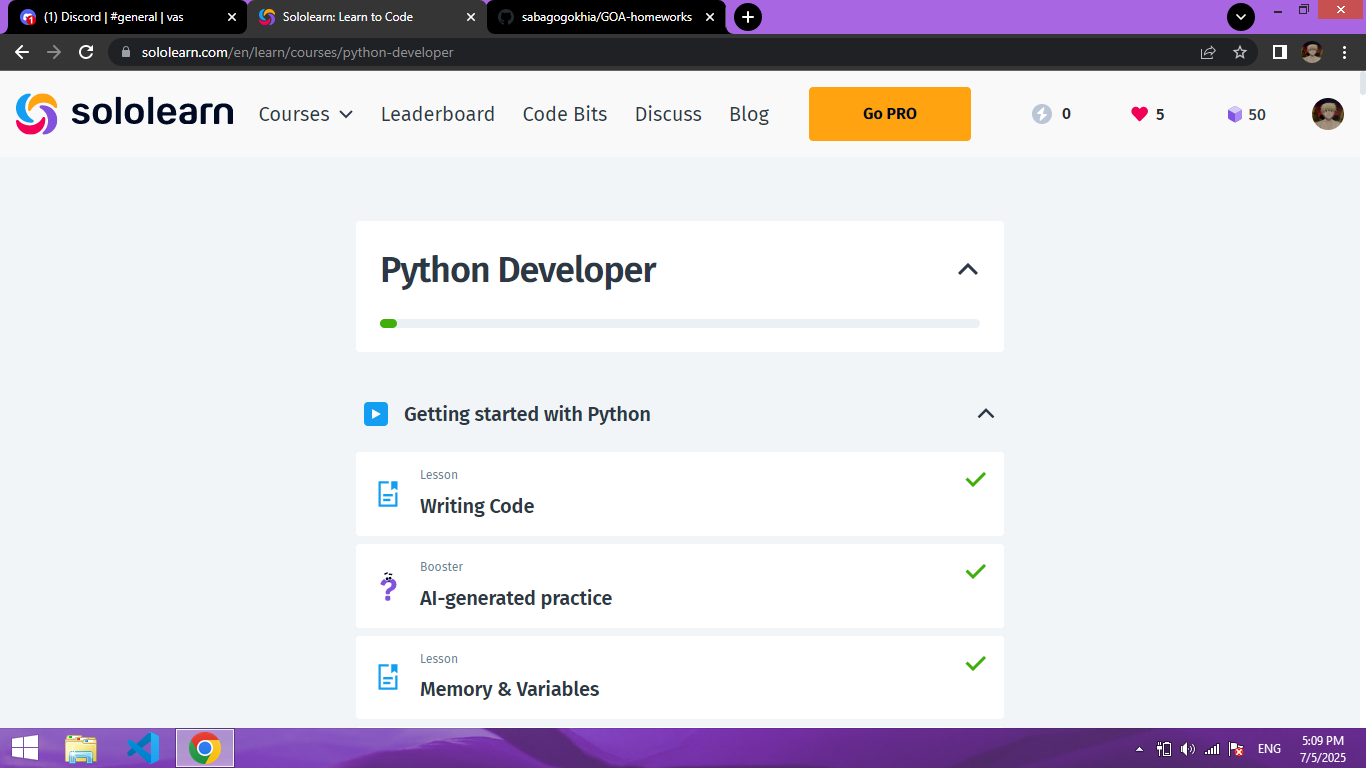 (1) Discord | #general | vas
Sololearn: Learn to Code
sabagogokhia/GOA-homeworks
sololearn.com/en/learn/courses/python-developer
sololearn
Courses
Leaderboard
Code Bits
Discuss
Blog
Go PRO
0
5
50
Python Developer
Getting started with Python
Lesson
Writing Code
Booster
AI-generated practice
Lesson
Memory & Variables
ENG
5:09 PM
7/5/2025